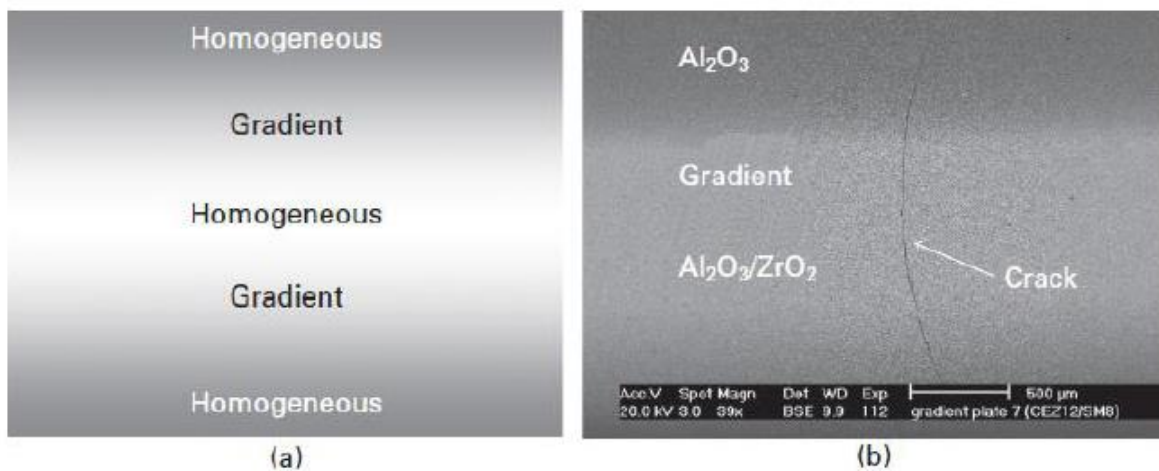 Homogeneous
Gradient
Homogeneous
Gradient
Homogeneous
(a)
Al₂O₃
Gradient
Al₂O₃/ZrO₂
Crack
Acc.V Spot Magn Det WD Exp 500 μm
20.0 kV 3.0 39x BSE 9.9 112 gradient plate 7 (CEZ12/SM8)
(b)